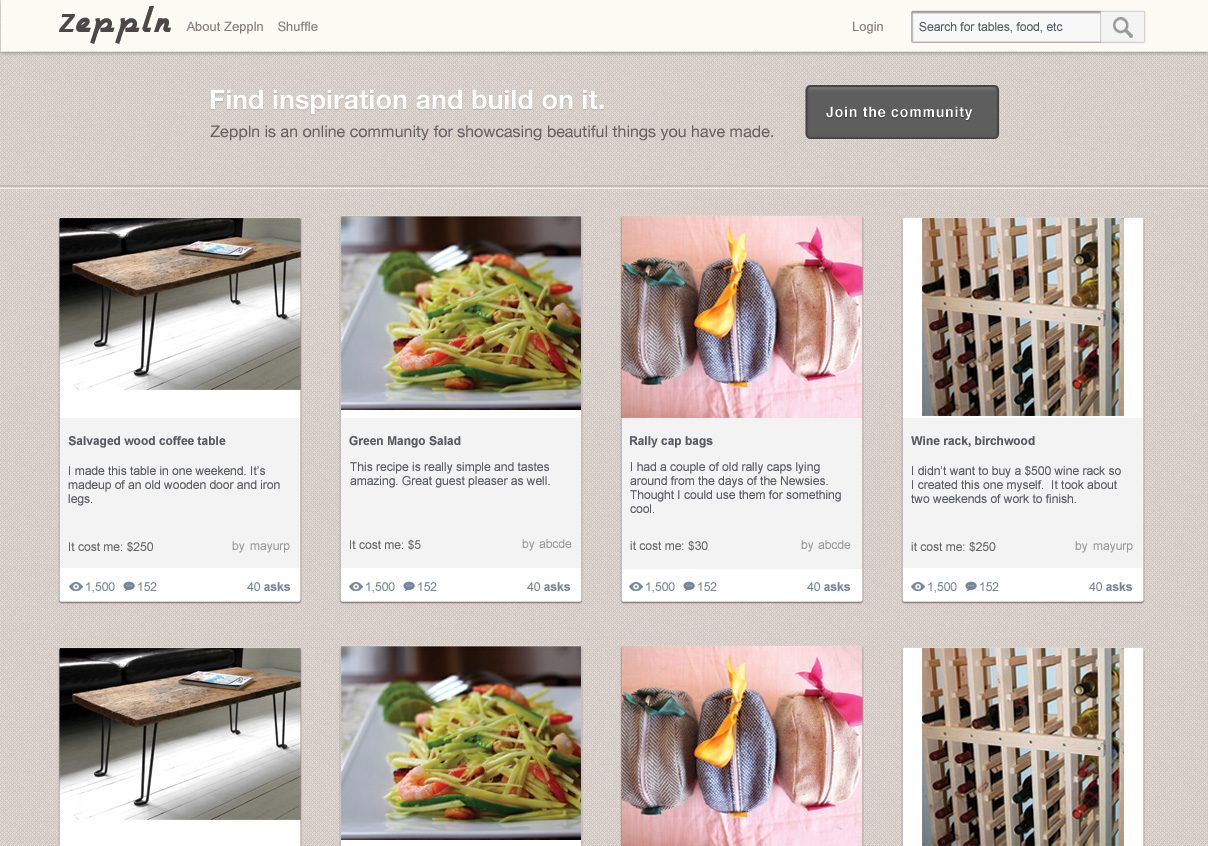 Zeppln About Zeppln Shuffle Login Search for tables, food, etc
Find inspiration and build on it.
Zeppln is an online community for showcasing beautiful things you have made.
Join the community
Salvaged wood coffee table
I made this table in one weekend. It's
madeup of an old wooden door and iron
legs.
It cost me: $250 by mayurp
1,500 152 40 asks
Green Mango Salad
This recipe is really simple and tastes
amazing. Great guest pleaser as well.
It cost me: $5 by abcde
1,500 152 40 asks
Rally cap bags
I had a couple of old rally caps lying
around from the days of the Newsies.
Thought I could use them for something
cool.
it cost me: $30 by abcde
1,500 152 40 asks
Wine rack, birchwood
I didn't want to buy a $500 wine rack so
I created this one myself. It took about
two weekends of work to finish.
it cost me: $250 by mayurp
1,500 152 40 asks